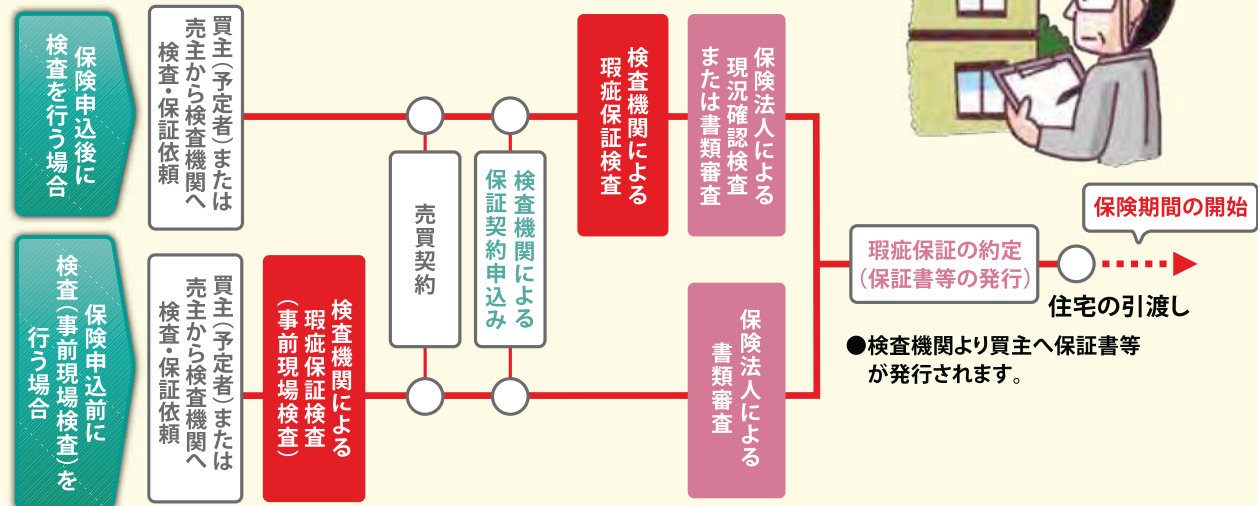 保険申込後に
検査を行う場合
買主（予定者）または
売主から検査機関へ
検査・保証依頼
売買契約
検査機関による
保証契約申込み
検査機関による
瑕疵保証検査
保険法人による
現況確認検査
または書類審査
保険申込前に
検査（事前現場検査）を
行う場合
買主（予定者）または
売主から検査機関へ
検査・保証依頼
検査機関による
瑕疵保証検査
（事前現場検査）
保険法人による
書類審査
瑕疵保証の約定
（保証書等の発行）
保険期間の開始
住宅の引渡し
●検査機関より買主へ保証書等
が発行されます。